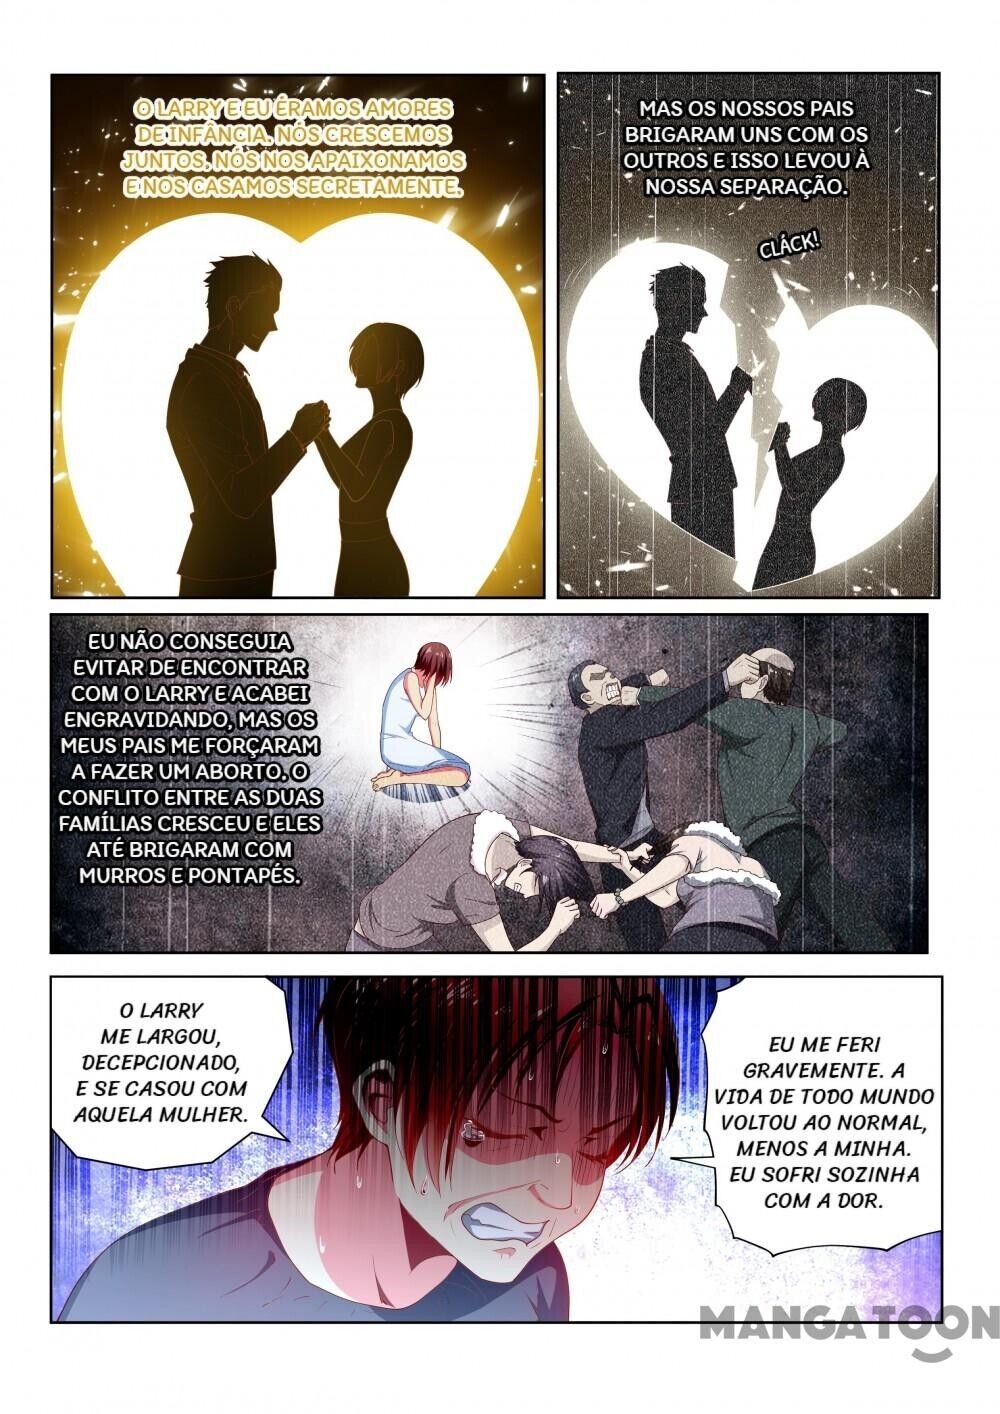 O LARRY E EU ÉRAMOS AMORES
DE INFÂNCIA. NÓS CRESCEMOS
JUNTOS. NÓS NOS APAIXONAMOS
E NOS CASAMOS SECRETAMENTE.
MAS OS NOSSOS PAIS
BRIGARAM UNS COM OS
OUTROS E ISSO LEVOU À
NOSSA SEPARAÇÃO.
CLÁCK!
EU NÃO CONSEGUIA
EVITAR DE ENCONTRAR
COM O LARRY E ACABEI
ENGRAVIDANDO, MAS OS
MEUS PAIS ME FORÇARAM
A FAZER UM ABORTO. O
CONFLITO ENTRE AS DUAS
FAMÍLIAS CRESCEU E ELES
ATÉ BRIGARAM COM
MURROS E PONTAPÉS.
O LARRY
ME LARGOU,
DECEPCIONADO,
E SE CASOU COM
AQUELA MULHER.
EU ME FERI
GRAVEMENTE. A
VIDA DE TODO MUNDO
VOLTOU AO NORMAL,
MENOS A MINHA.
EU SOFRI SOZINHA
COM A DOR.
MANGATOON